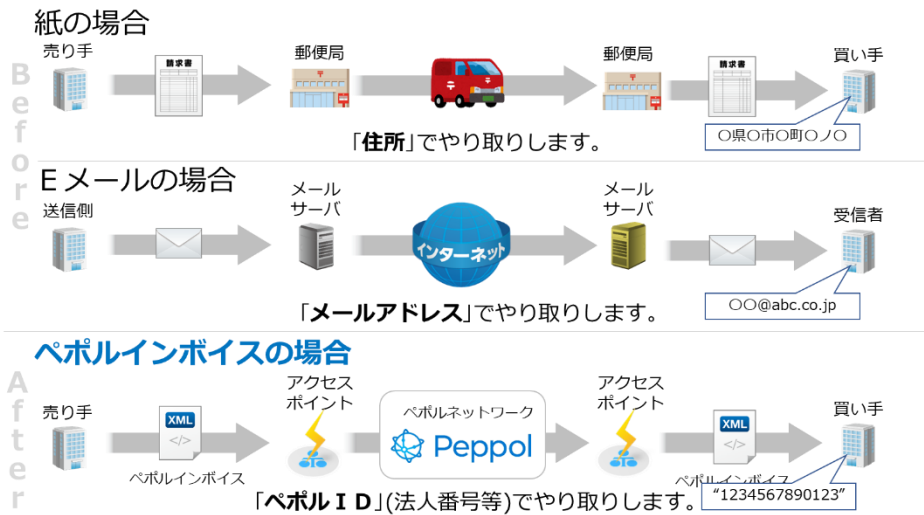 紙の場合
売り手
請求書
郵便局
〒
〒
郵便局
〒
請求書
買い手
○県○市○町○ノ○
「住所」でやり取りします。
Before
Eメールの場合
送信側
メール
サーバ
インターネット
メール
サーバ
受信者
○○@abc.co.jp
「メールアドレス」でやり取りします。
ペポルインボイスの場合
After
売り手
XML
</>
ペポルインボイス
アクセス
ポイント
ペポルネットワーク
Peppol
アクセス
ポイント
XML
</>
ペポルインボイス
買い手
“1234567890123”
「ペポルID」(法人番号等)でやり取りします。